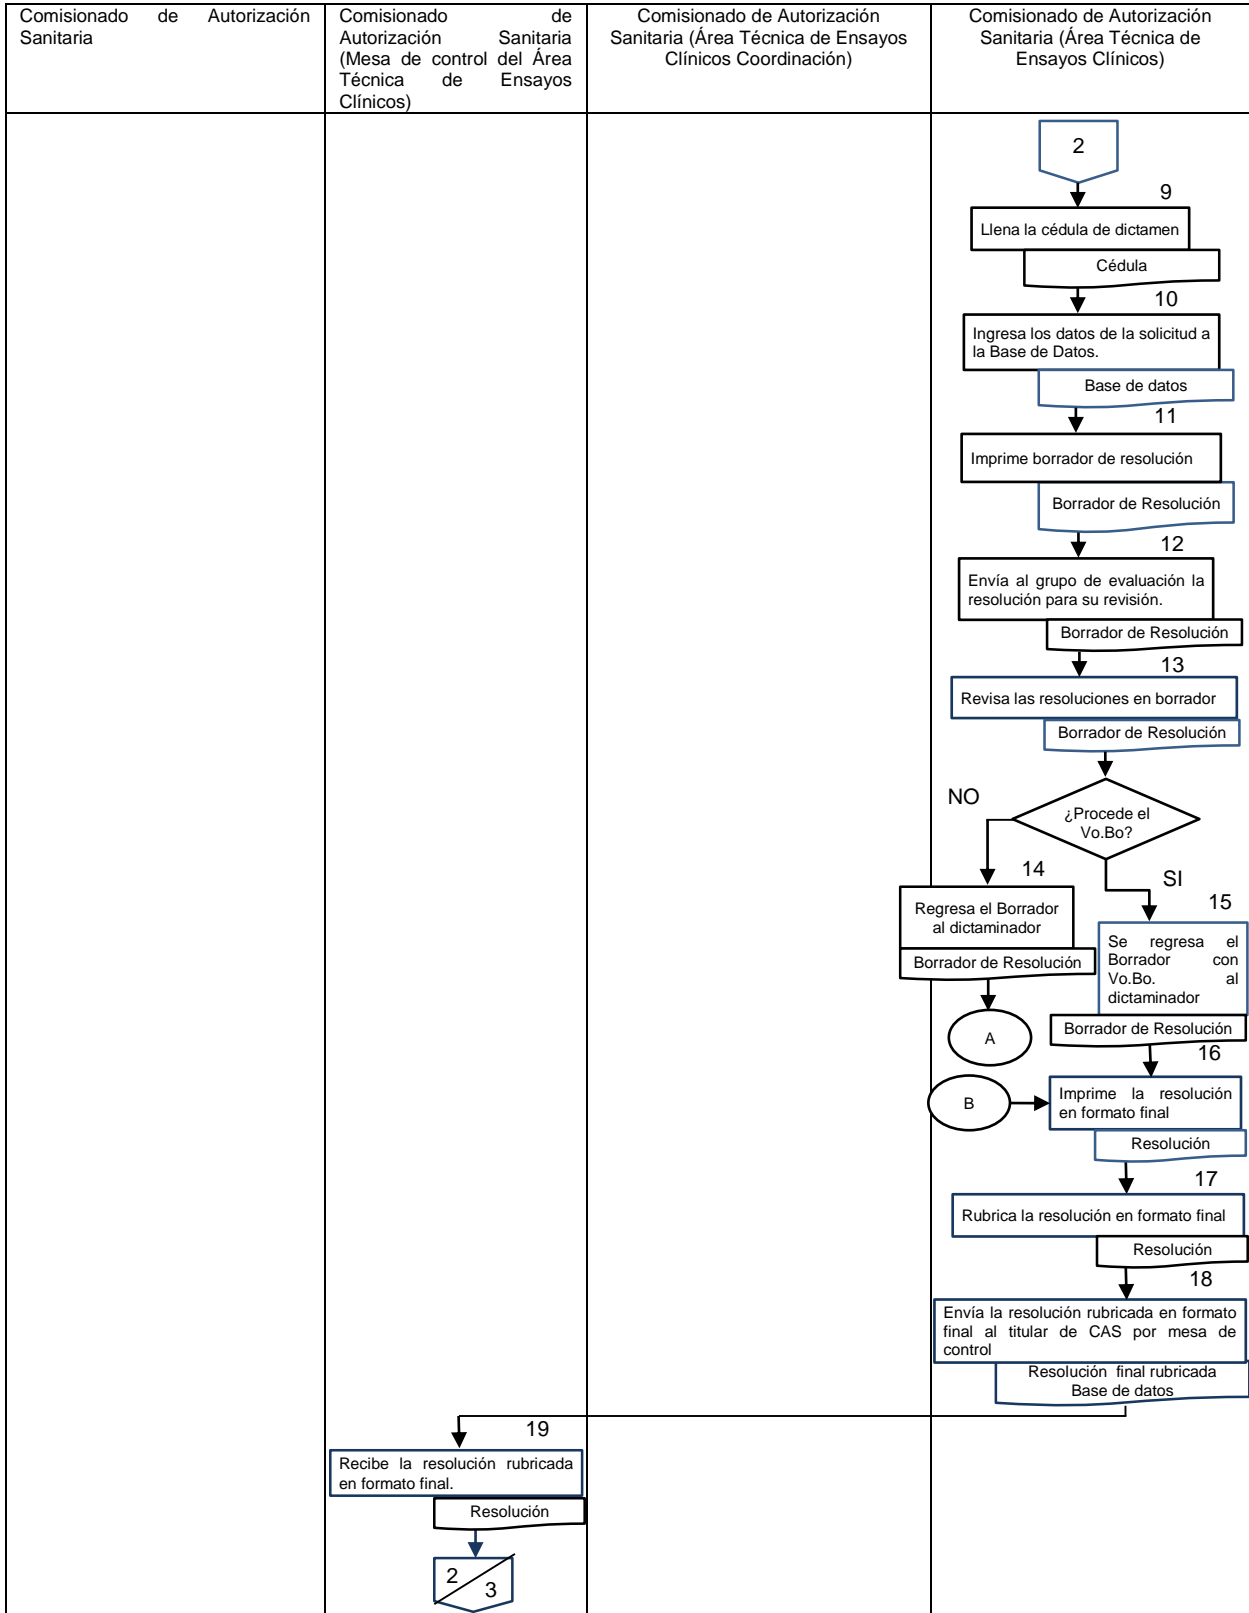 Comisionado de Autorización
Sanitaria
Comisionado de
Autorización Sanitaria
(Mesa de control del Área
Técnica de Ensayos
Clínicos)
Comisionado de Autorización
Sanitaria (Área Técnica de Ensayos
Clínicos Coordinación)
Comisionado de Autorización
Sanitaria (Área Técnica de
Ensayos Clínicos)
2
9
Llena la cédula de dictamen
Cédula
10
Ingresa los datos de la solicitud a
la Base de Datos.
Base de datos
11
Imprime borrador de resolución
Borrador de Resolución
12
Envía al grupo de evaluación la
resolución para su revisión.
Borrador de Resolución
13
Revisa las resoluciones en borrador
Borrador de Resolución
¿Procede el
Vo.Bo?
NO
14
Regresa el Borrador
al dictaminador
Borrador de Resolución
A
SI
15
Se regresa el
Borrador con
Vo.Bo. al
dictaminador
Borrador de Resolución
16
B
Imprime la resolución
en formato final
Resolución
17
Rubrica la resolución en formato final
Resolución
18
Envía la resolución rubricada en formato
final al titular de CAS por mesa de
control
Resolución final rubricada
Base de datos
19
Recibe la resolución rubricada
en formato final.
Resolución
2
3